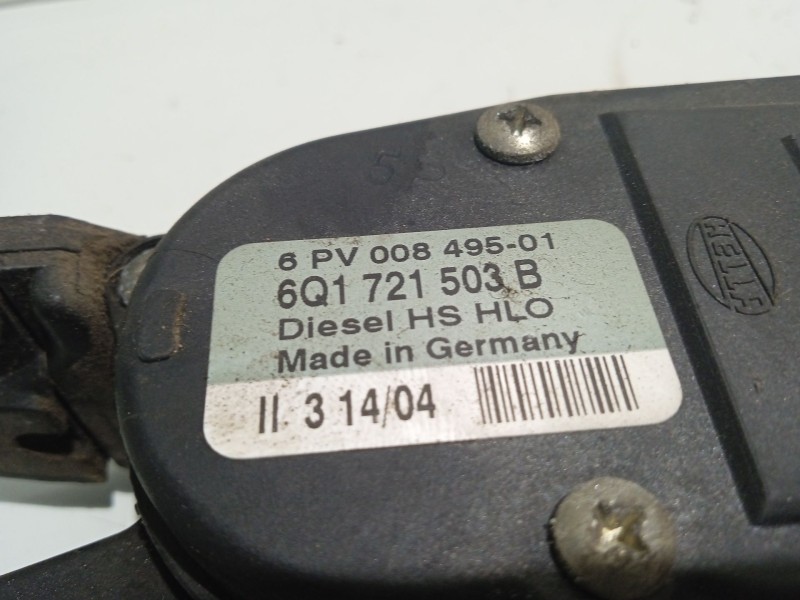 6 PV 008 495-01
6Q1 721 503 B
Diesel HS HLO
Made in Germany
II 3 14/04
HELLA